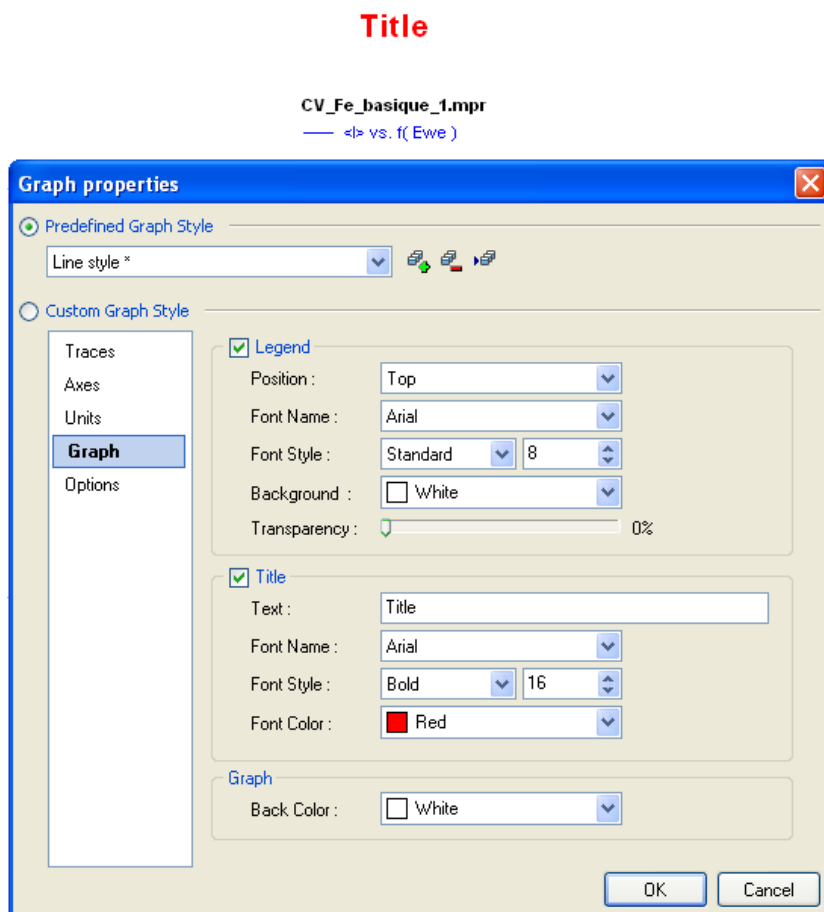 Title
CV_Fe_basique_1.mpr
<I> vs. f( Ewe )
Graph properties
Predefined Graph Style
Line style *
Custom Graph Style
Traces
Axes
Units
Graph
Options
Legend
Position : Top
Font Name : Arial
Font Style : Standard 8
Background : White
Transparency : 0%
Title
Text : Title
Font Name : Arial
Font Style : Bold 16
Font Color : Red
Graph
Back Color : White
OK Cancel